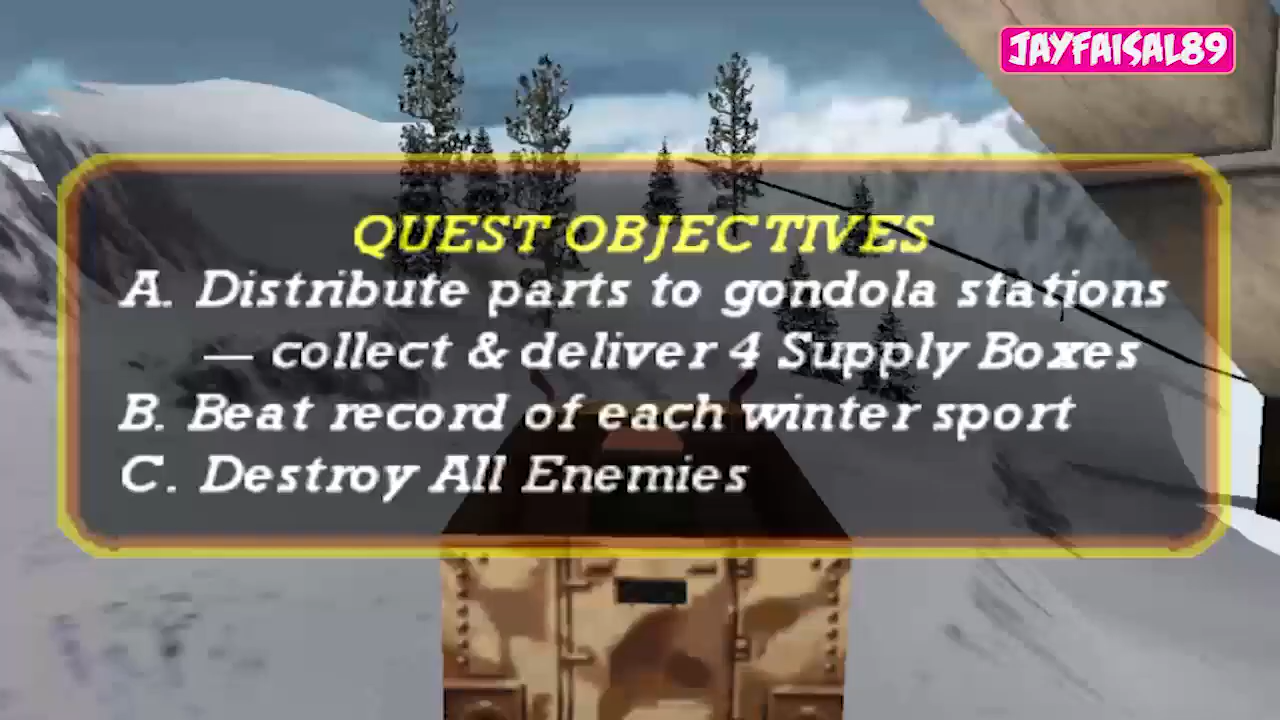 JAYFAISAL89
QUEST OBJECTIVES
A. Distribute parts to gondola stations
— collect & deliver 4 Supply Boxes
B. Beat record of each winter sport
C. Destroy All Enemies